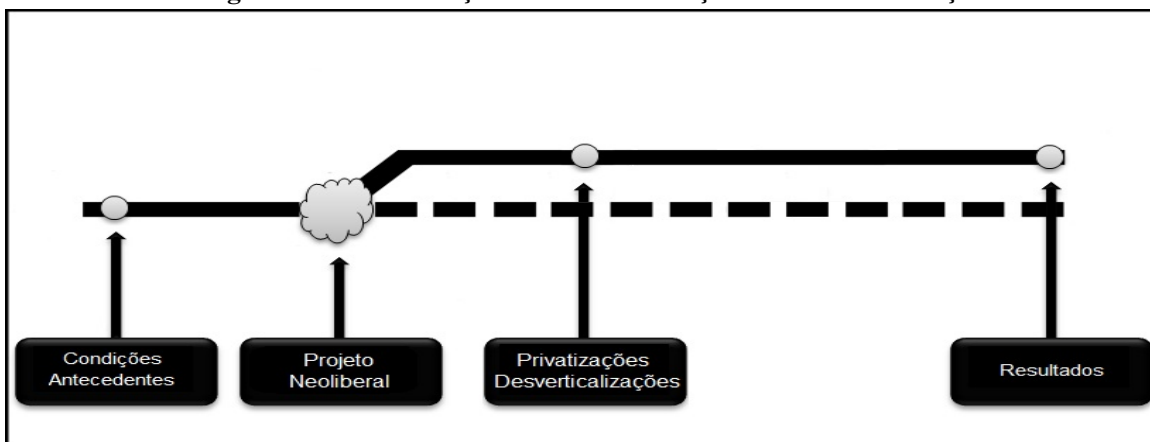 Condições
Antecedentes
Projeto
Neoliberal
Privatizações
Desverticalizações
Resultados